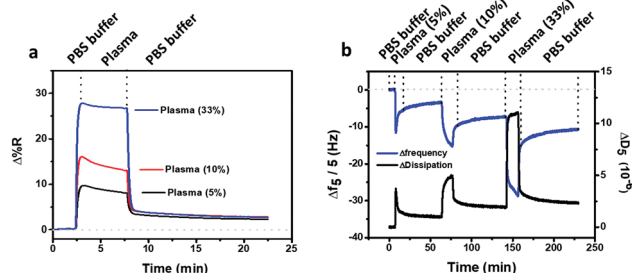 a
PBS buffer
Plasma
PBS buffer
Δ%R
30
20
10
0
Plasma (33%)
Plasma (10%)
Plasma (5%)
0 5 10 15 20 25
Time (min)
b
PBS buffer
Plasma (5%)
PBS buffer
Plasma (10%)
PBS buffer
Plasma (33%)
PBS buffer
Δf5 / 5 (Hz)
0
-10
-20
-30
-40
Δfrequency
ΔDissipation
15
10
5
0
ΔD5 (10-6)
0 50 100 150 200 250
Time (min)